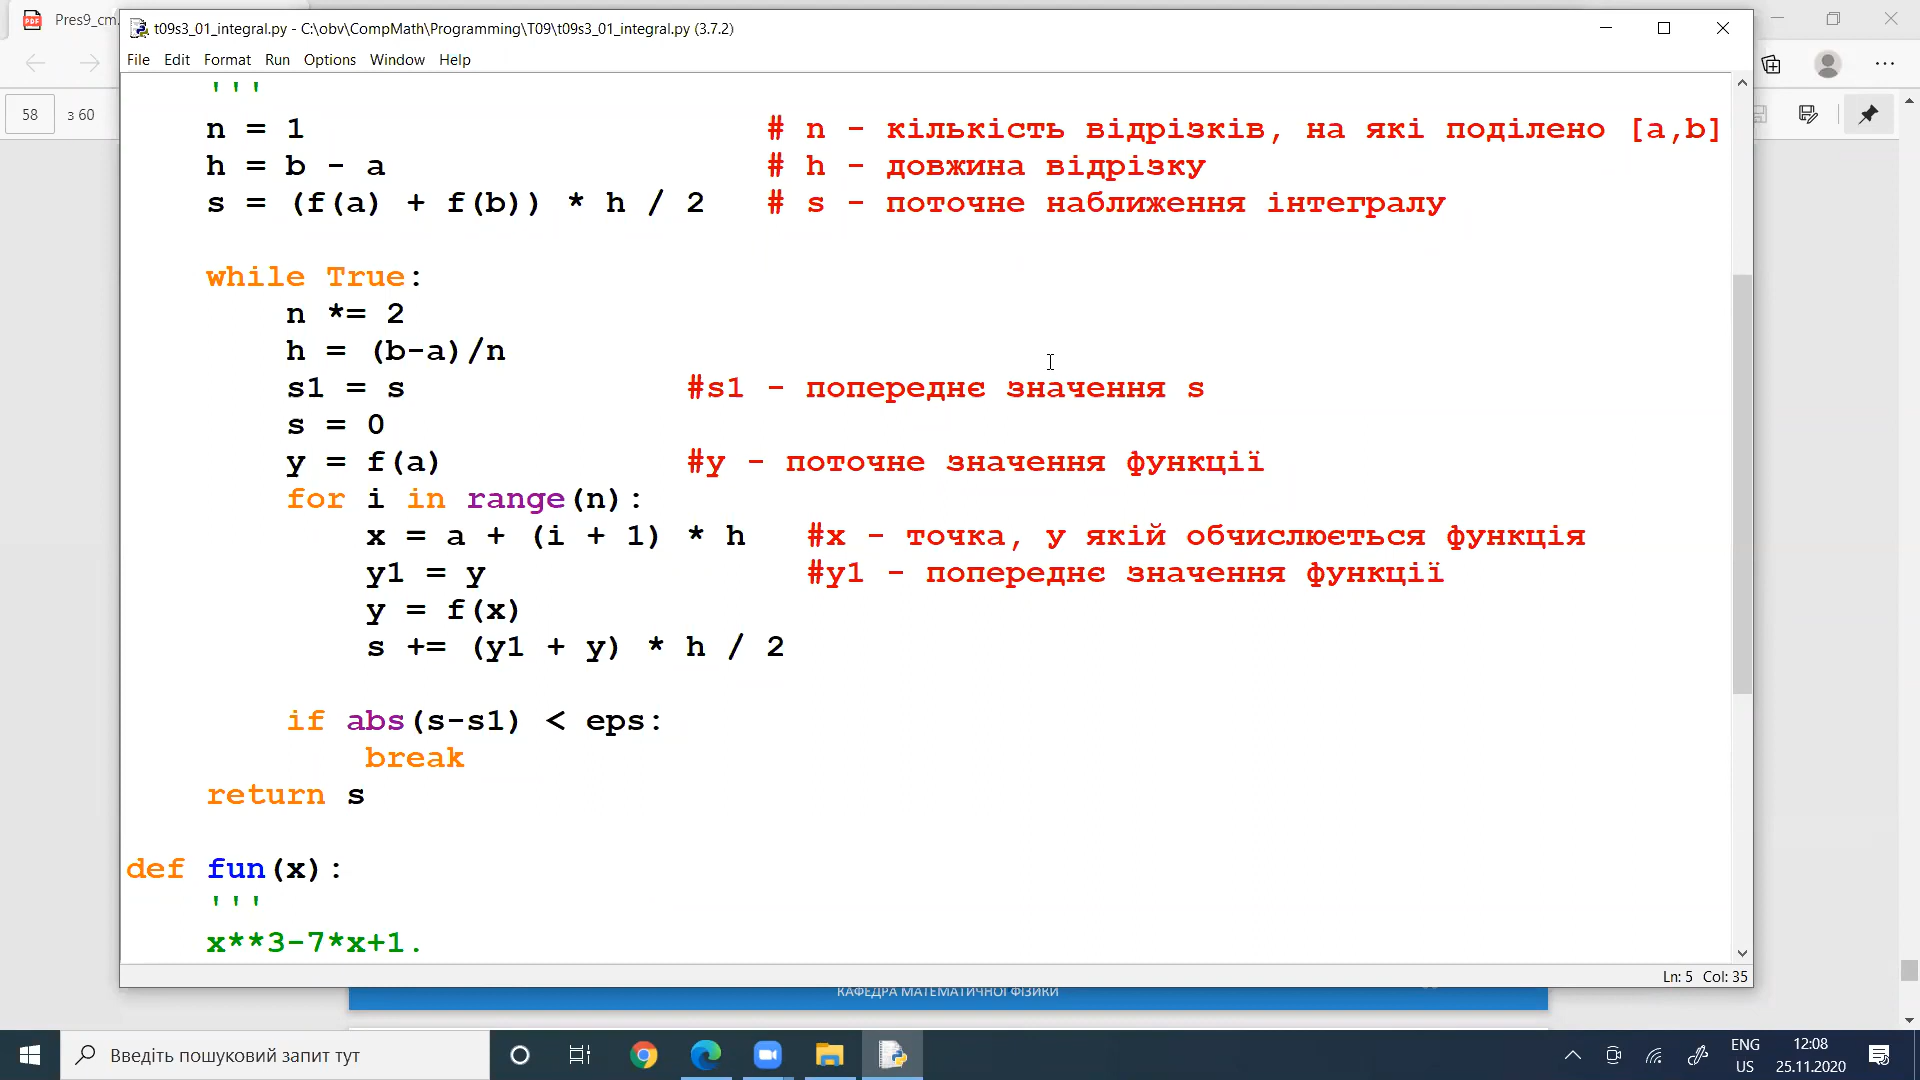 Pres9_cm.
t09s3_01_integral.py - C:\obv\CompMath\Programming\T09\t09s3_01_integral.py (3.7.2)
File Edit Format Run Options Window Help
58 з 60
'''
n = 1 # n - кількість відрізків, на які поділено [a,b]
h = b - a # h - довжина відрізку
s = (f(a) + f(b)) * h / 2 # s - поточне наближення інтегралу
while True:
n *= 2
h = (b-a)/n
s1 = s #s1 - попереднє значення s
s = 0
y = f(a) #y - поточне значення функції
for i in range(n):
x = a + (i + 1) * h #x - точка, у якій обчислюється функція
y1 = y #y1 - попереднє значення функції
y = f(x)
s += (y1 + y) * h / 2
if abs(s-s1) < eps:
break
return s
def fun(x):
'''
x**3-7*x+1.
Ln: 5 Col: 35
КАФЕДРА МАТЕМАТИЧНОЇ ФІЗИКИ
Введіть пошуковий запит тут
ENG
US
12:08
25.11.2020